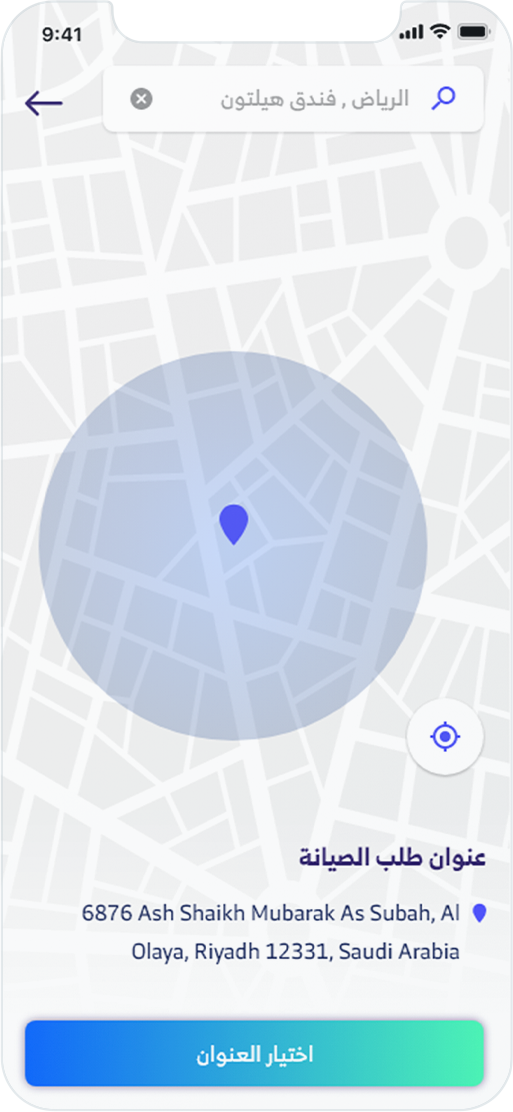 9:41
الرياض , فندق هيلتون
عنوان طلب الصيانة
6876 Ash Shaikh Mubarak As Subah, Al
Olaya, Riyadh 12331, Saudi Arabia
اختيار العنوان